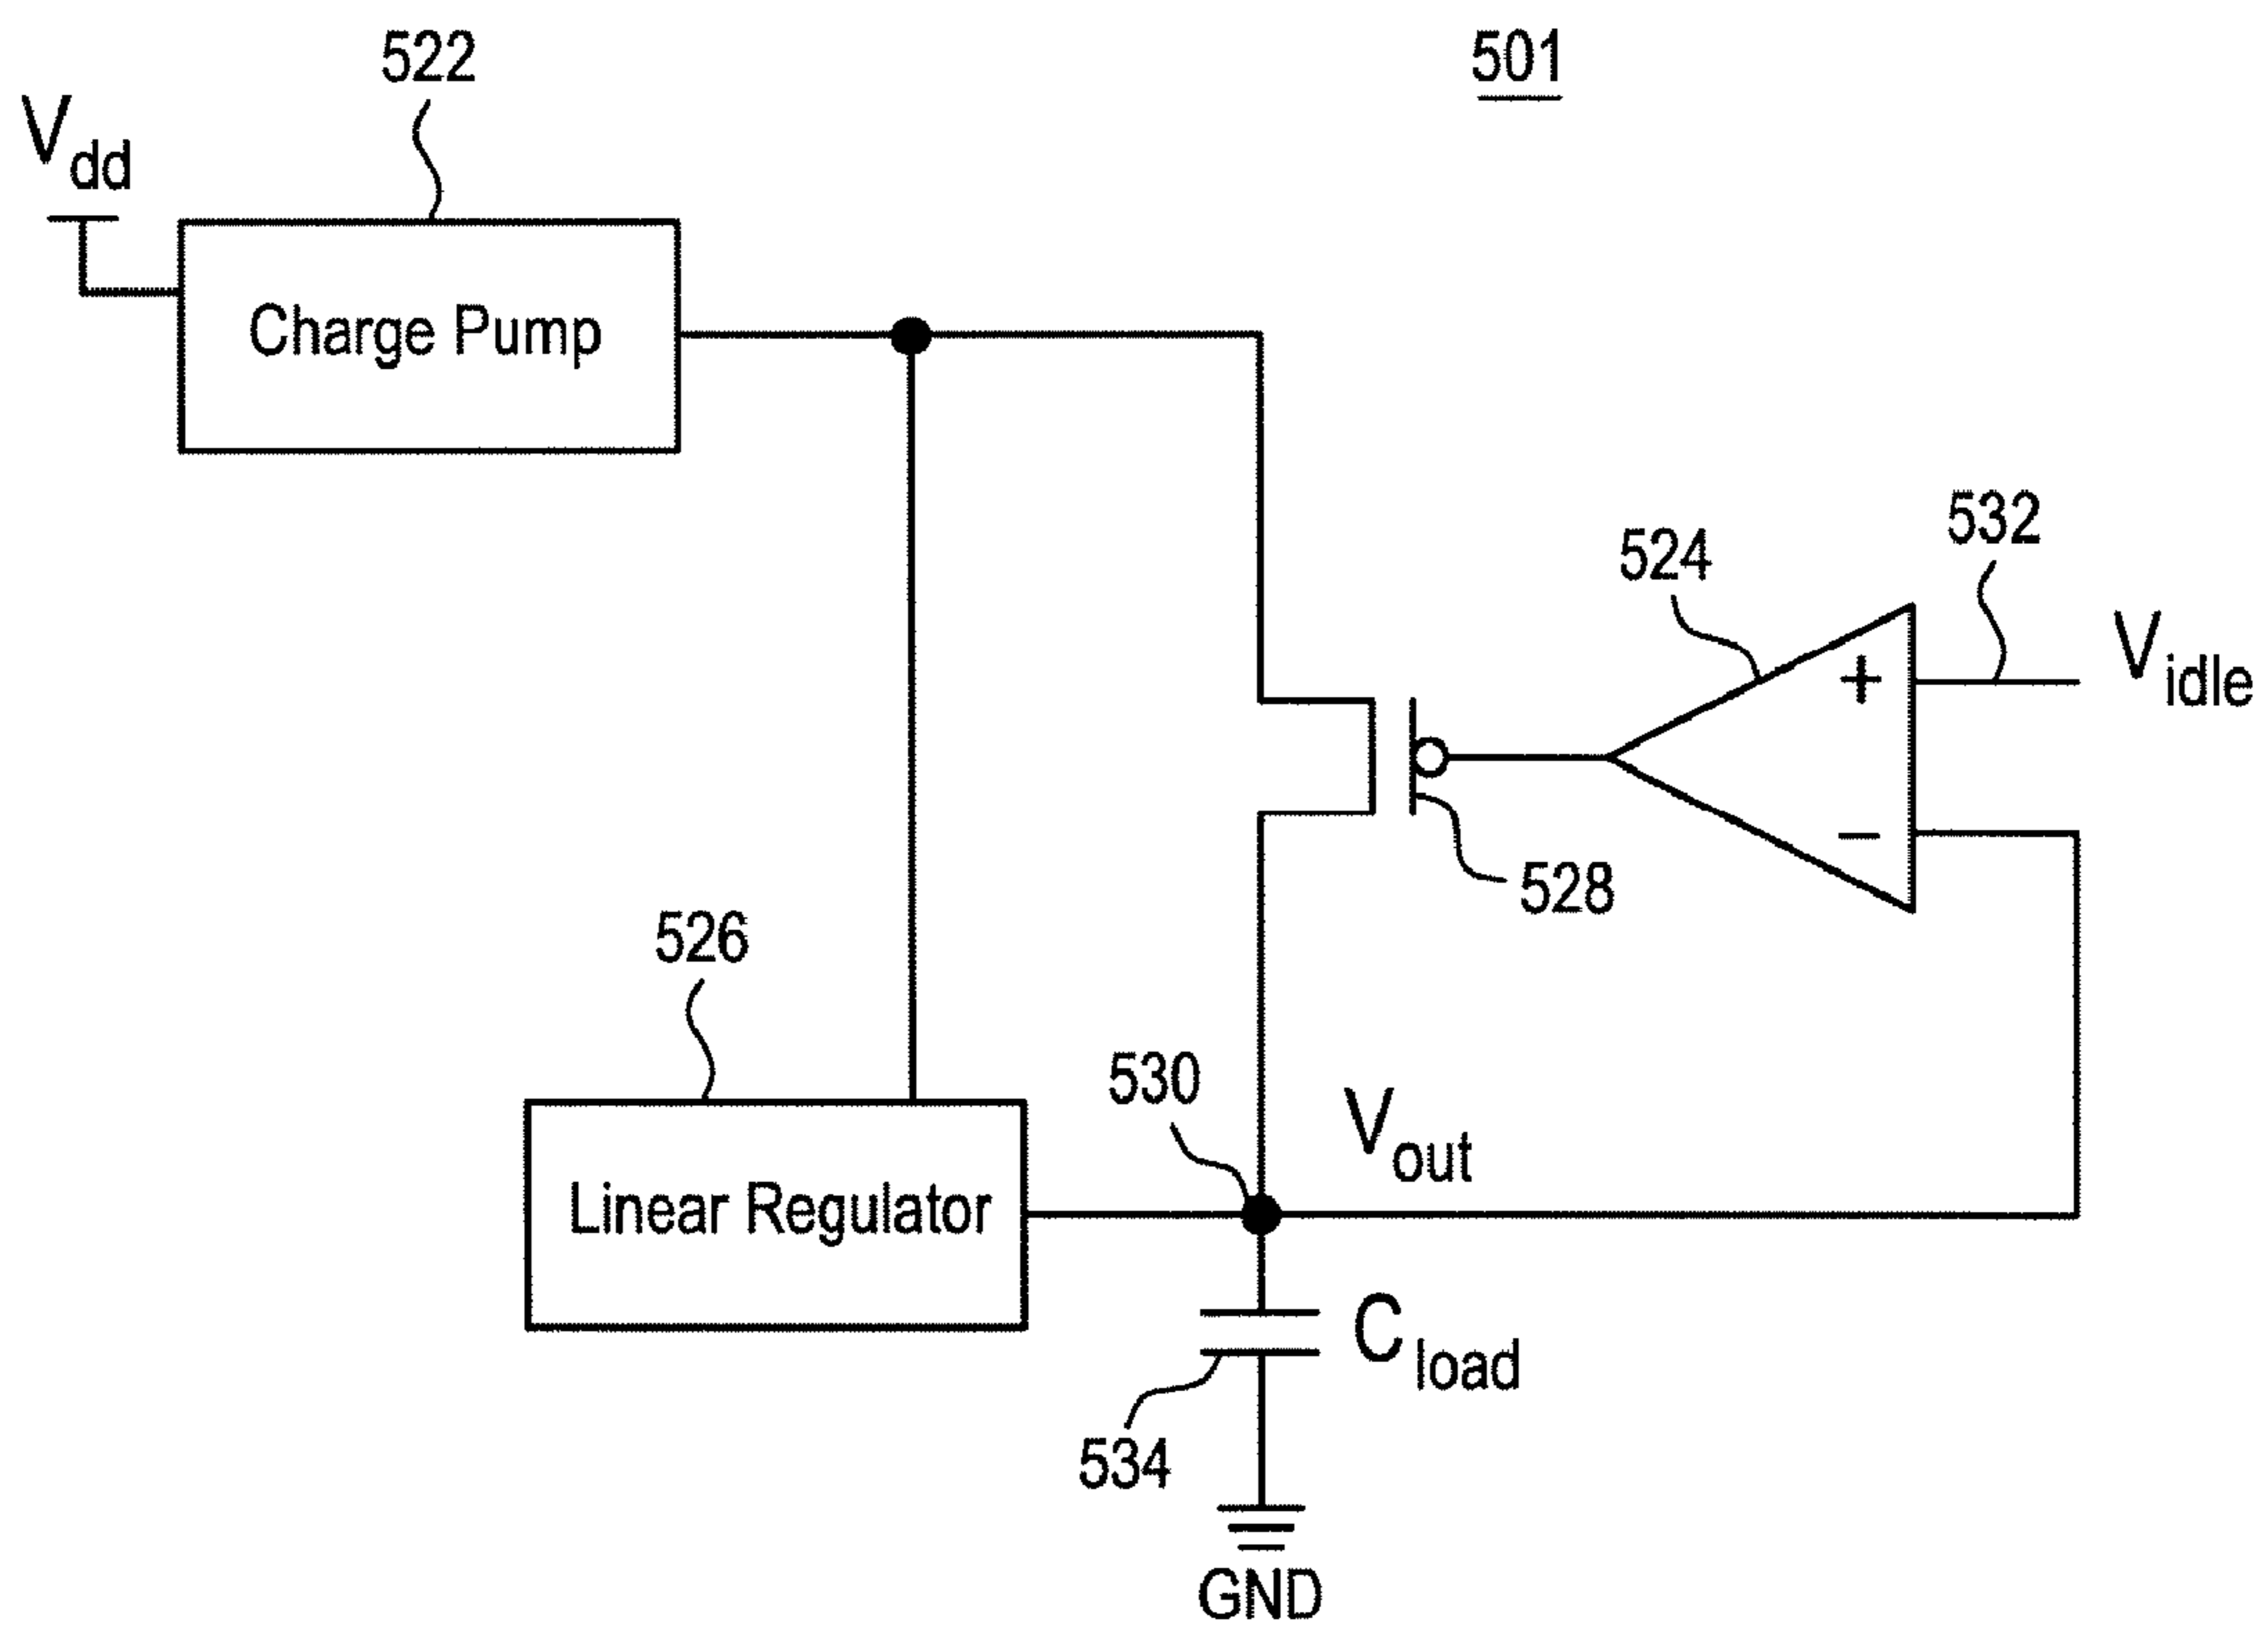 501
522
Vdd
Charge Pump
532
524
+
Vidle
−
528
526
530
Vout
Linear Regulator
Cload
534
GND